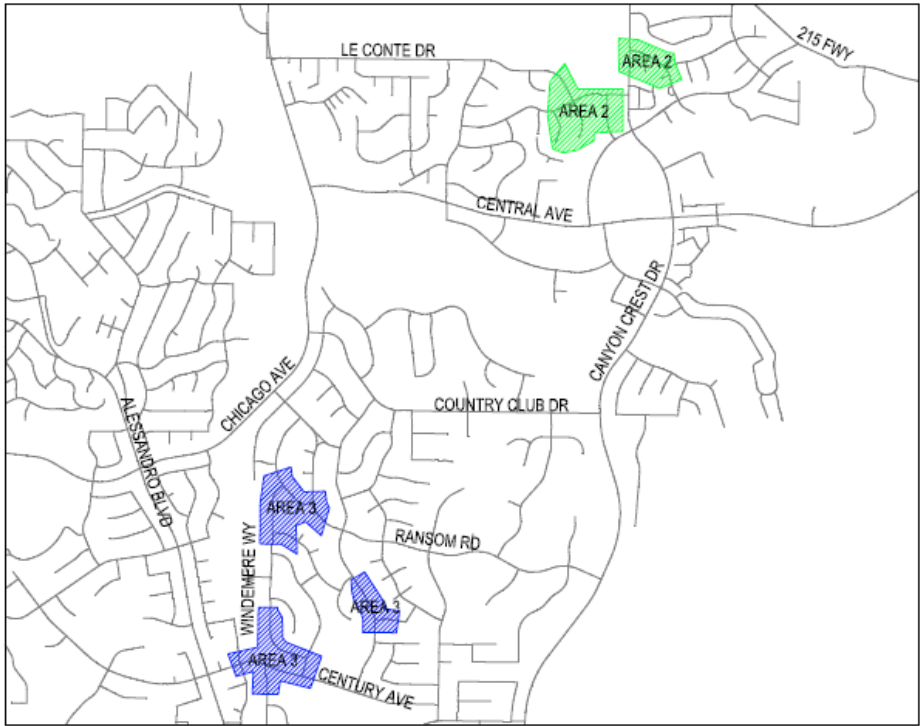 215 FWY
LE CONTE DR
AREA 2
AREA 2
CENTRAL AVE
CANYON CREST DR
CHICAGO AVE
COUNTRY CLUB DR
ALESSANDRO BLVD
AREA 3
WINDEMERE WY
RANSOM RD
AREA 3
AREA 3
CENTURY AVE